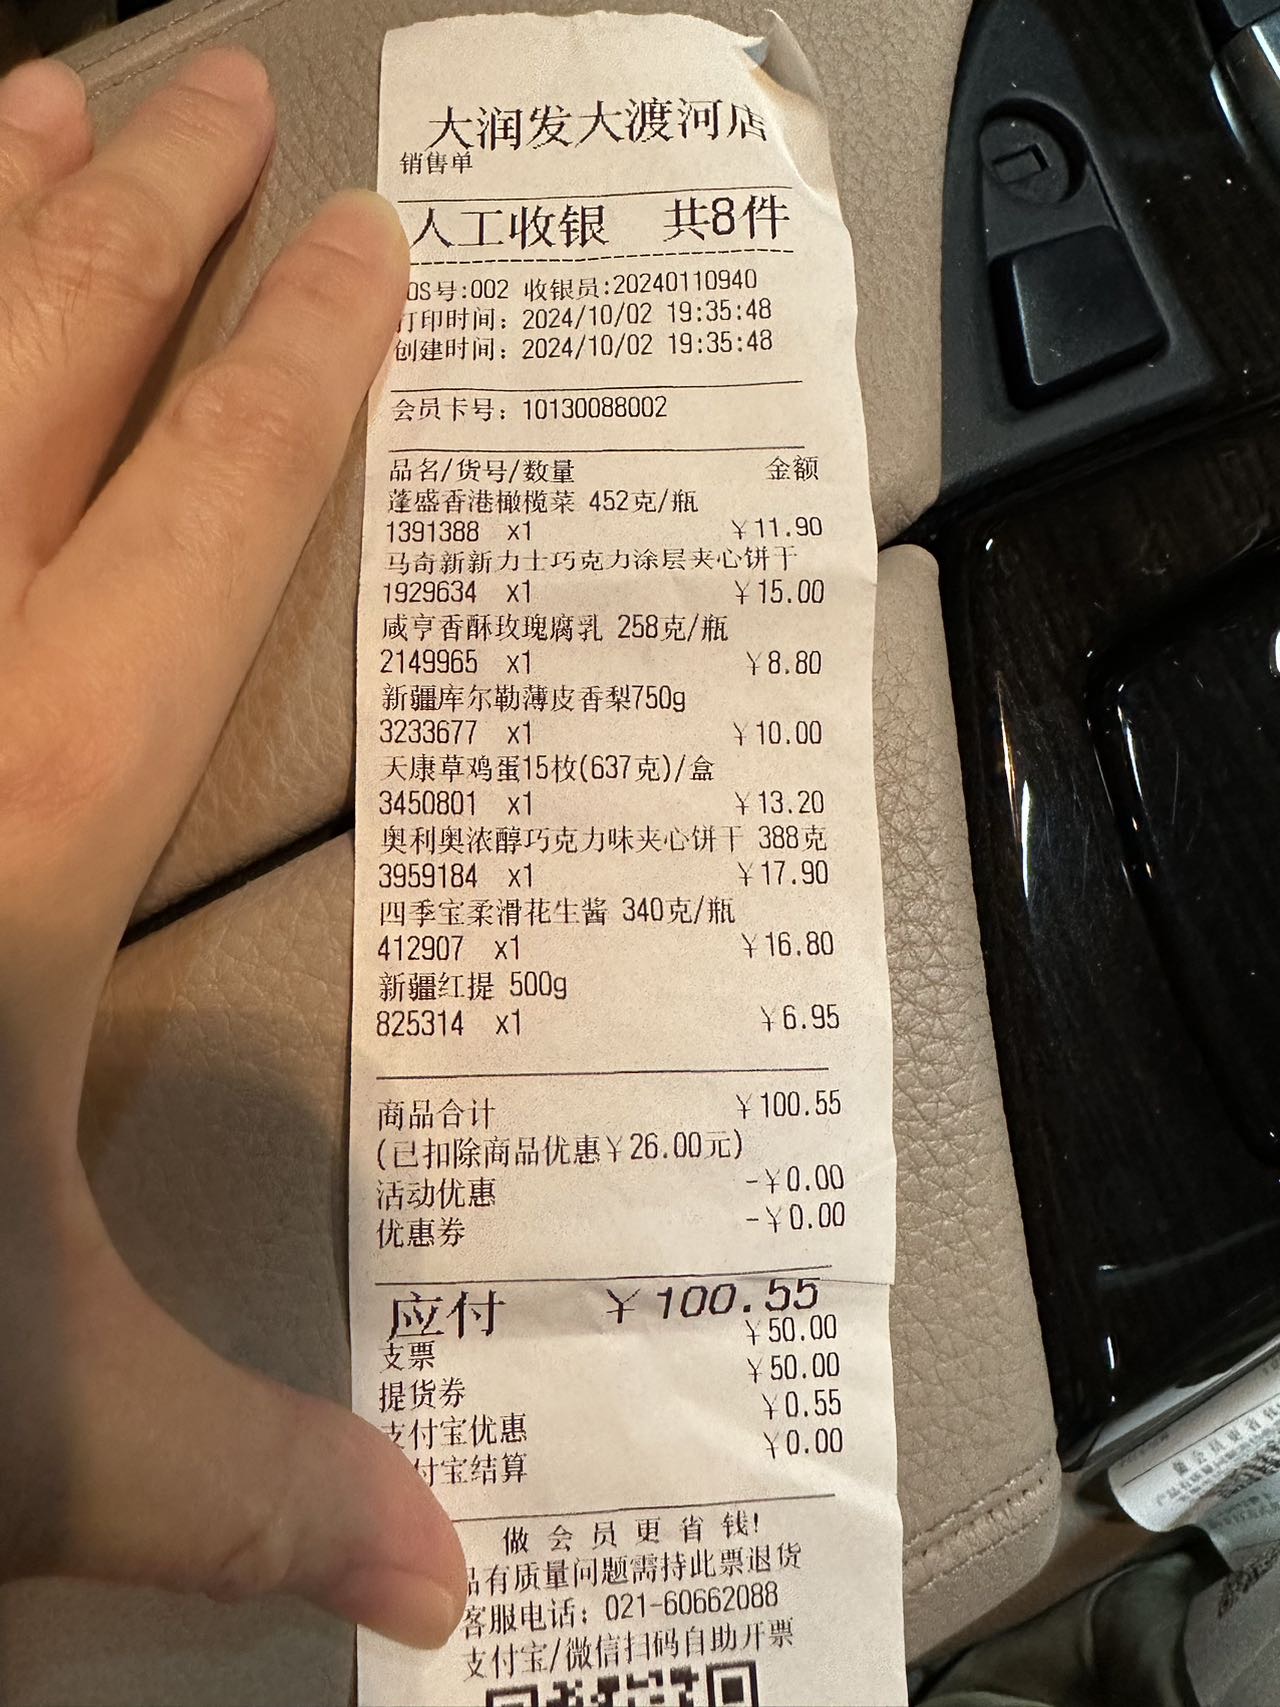 大润发大渡河店
销售单
人工收银 共8件
OS号:002 收银员:20240110940
打印时间: 2024/10/02 19:35:48
创建时间: 2024/10/02 19:35:48
会员卡号: 10130088002
品名/货号/数量 金额
蓬盛香港橄榄菜 452克/瓶
1391388 x1 ¥11.90
马奇新新力士巧克力涂层夹心饼干
1929634 x1 ¥15.00
咸亨香酥玫瑰腐乳 258克/瓶
2149965 x1 ¥8.80
新疆库尔勒薄皮香梨750g
3233677 x1 ¥10.00
天康草鸡蛋15枚(637克)/盒
3450801 x1 ¥13.20
奥利奥浓醇巧克力味夹心饼干 388克
3959184 x1 ¥17.90
四季宝柔滑花生酱 340克/瓶
412907 x1 ¥16.80
新疆红提 500g
825314 x1 ¥6.95
商品合计 ¥100.55
(已扣除商品优惠¥26.00元)
活动优惠 -¥0.00
优惠券 -¥0.00
应付 ¥100.55
支票 ¥50.00
提货券 ¥50.00
支付宝优惠 ¥0.55
付宝结算 ¥0.00
做会员更省钱!
品有质量问题需持此票退货
客服电话: 021-60662088
支付宝/微信扫码自助开票